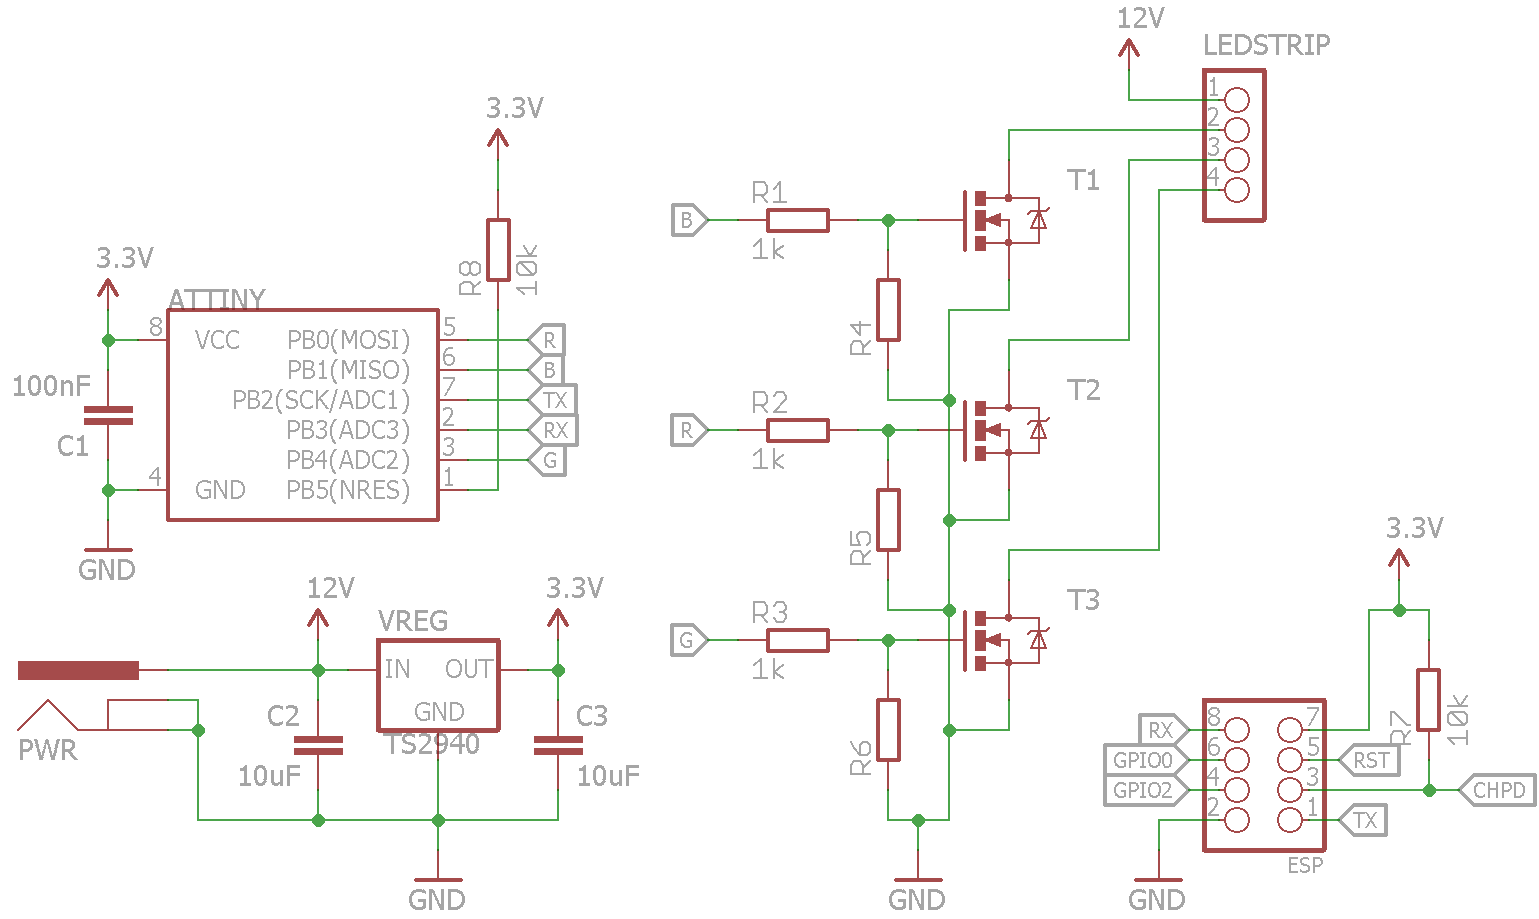 12V
LEDSTRIP
1
2
3
4
3.3V
R8
10k
3.3V
ATTINY
8
VCC
PB0(MOSI)
5
R
PB1(MISO)
6
B
100nF
C1
PB2(SCK/ADC1)
7
TX
PB3(ADC3)
2
RX
PB4(ADC2)
3
G
4
GND
PB5(NRES)
1
GND
B
R1
1k
R4
T1
R
R2
1k
R5
T2
G
R3
1k
R6
T3
GND
12V
VREG
3.3V
IN
OUT
GND
TS2940
C2
10uF
C3
10uF
PWR
GND
3.3V
R7
10k
RX
8
7
GPIO0
6
5
RST
GPIO2
4
3
CHPD
2
1
TX
ESP
GND